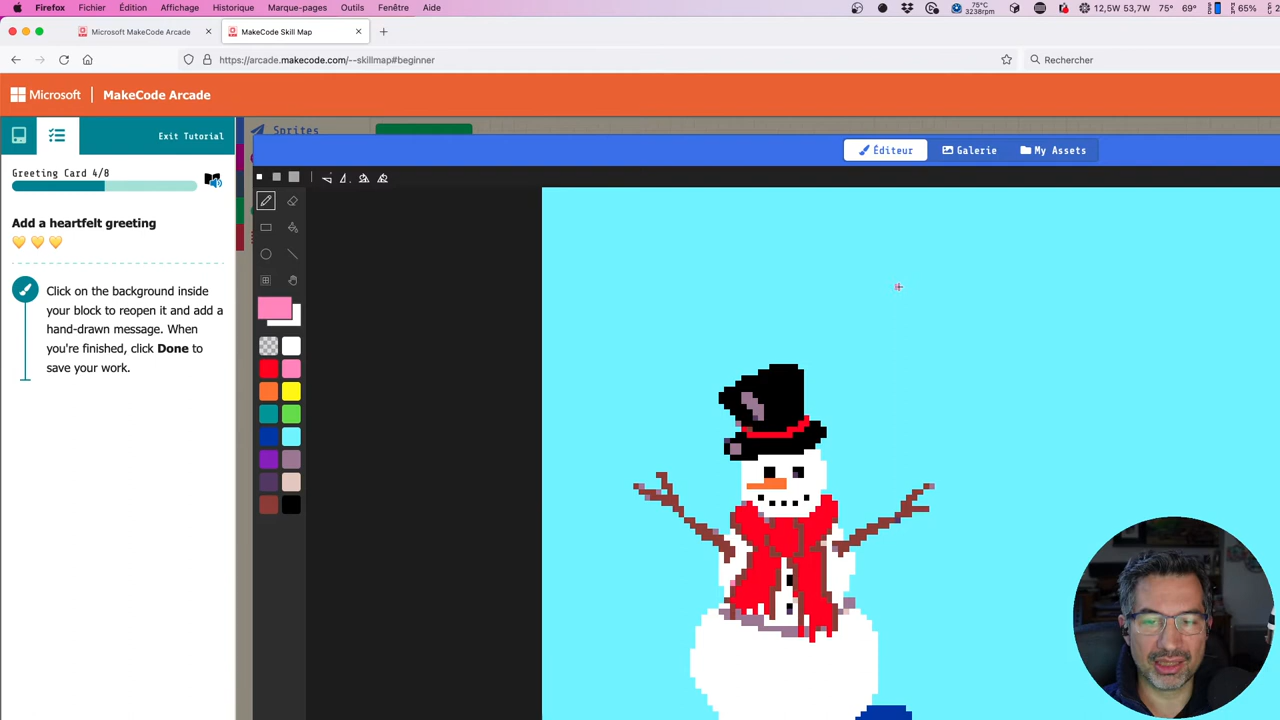 Firefox Fichier Édition Affichage Historique Marque-pages Outils Fenêtre Aide 75°C 3238rpm 12,5W 53,7W 75° 69° 65%
Microsoft MakeCode Arcade × MakeCode Skill Map × +
https://arcade.makecode.com/--skillmap#beginner Rechercher
Microsoft | MakeCode Arcade
Exit Tutorial Sprites
Éditeur Galerie My Assets
Greeting Card 4/8
Add a heartfelt greeting
Click on the background inside
your block to reopen it and add a
hand-drawn message. When
you're finished, click Done to
save your work.